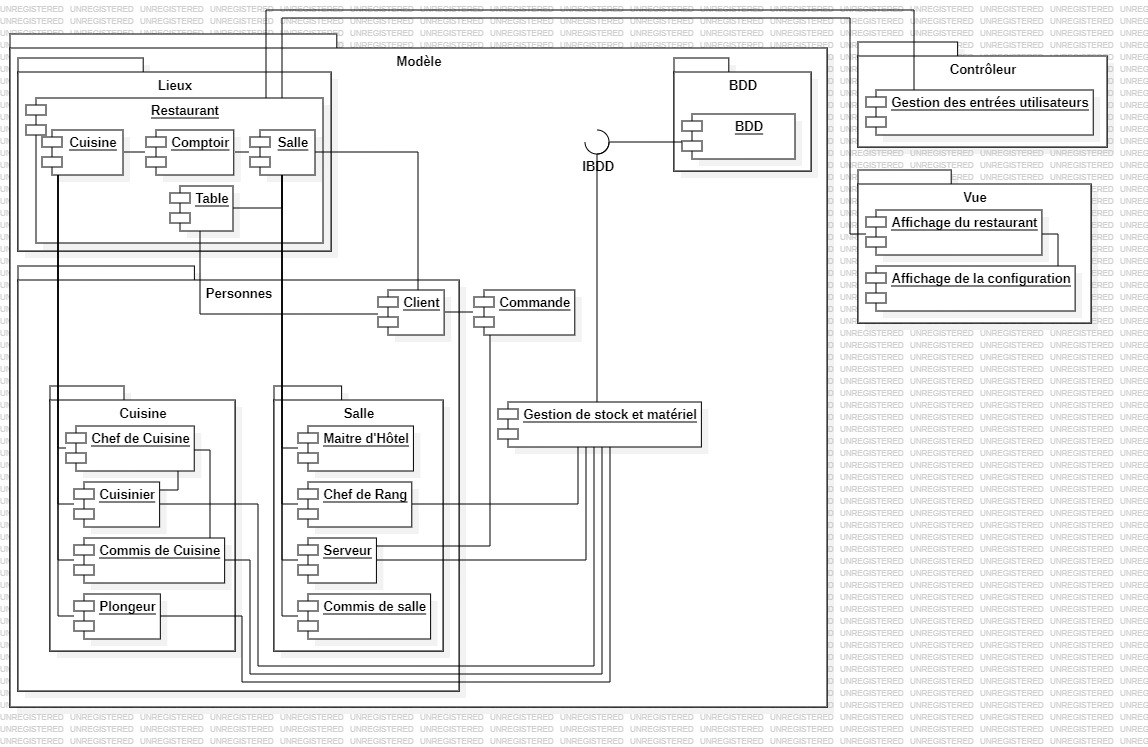 Modèle
Lieux
Restaurant
Cuisine
Comptoir
Salle
Table
BDD
BDD
IBDD
Contrôleur
Gestion des entrées utilisateurs
Vue
Affichage du restaurant
Affichage de la configuration
Personnes
Client
Commande
Cuisine
Chef de Cuisine
Cuisinier
Commis de Cuisine
Plongeur
Salle
Maitre d'Hôtel
Chef de Rang
Serveur
Commis de salle
Gestion de stock et matériel
UNREGISTERED